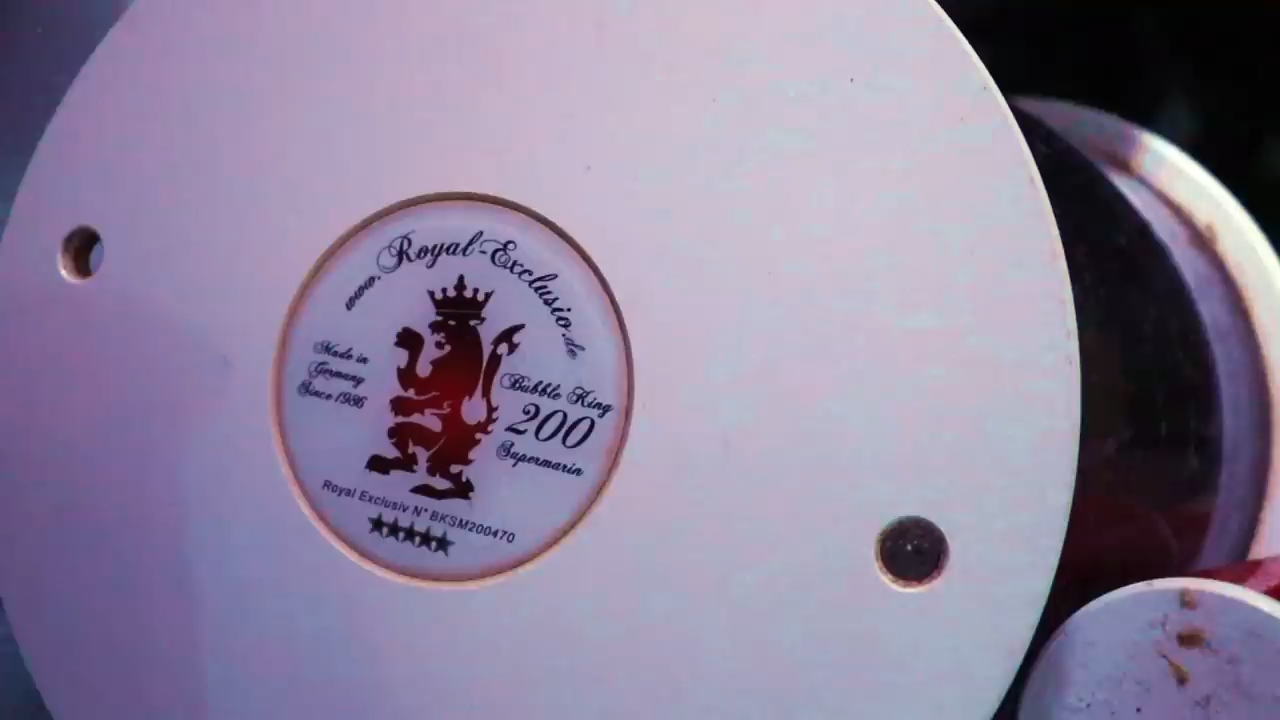 www.Royal-Exclusiv.de
Made in
Germany
Since 1986
Bubble King
200
Supermarin
Royal Exclusiv N° BKSM200470